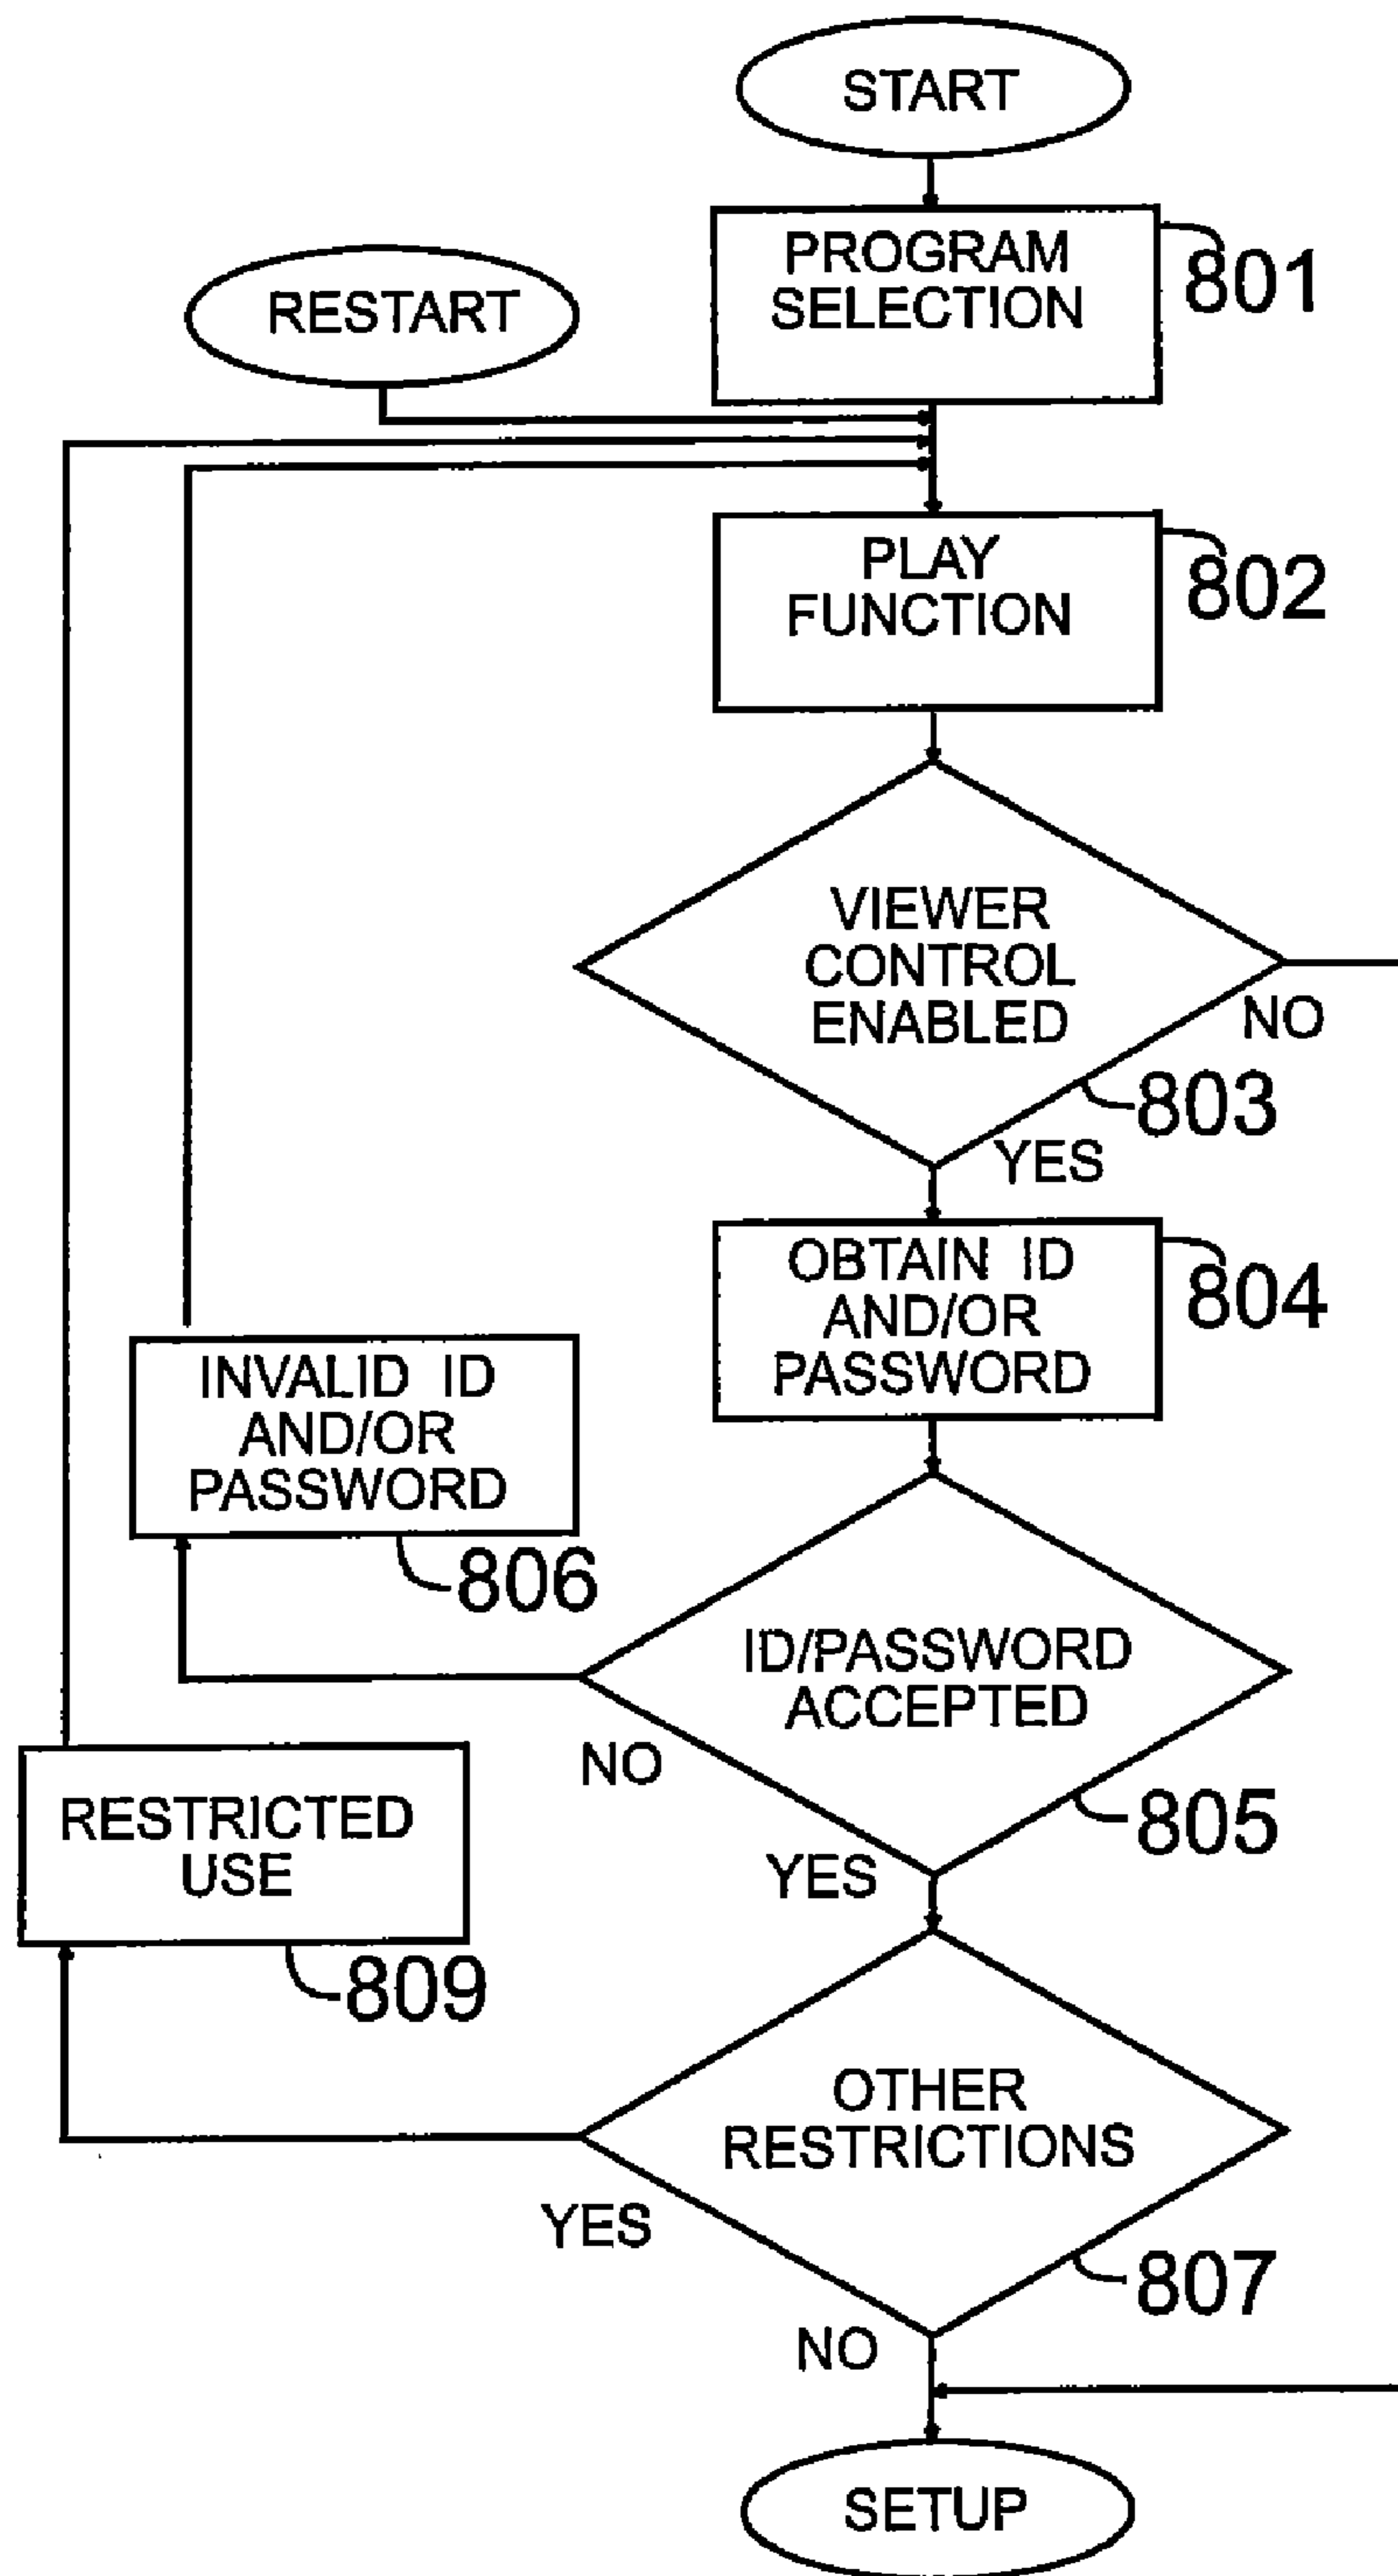 START
PROGRAM
SELECTION
801
RESTART
PLAY
FUNCTION
802
VIEWER
CONTROL
ENABLED
NO
803
YES
OBTAIN ID
AND/OR
PASSWORD
804
INVALID ID
AND/OR
PASSWORD
806
ID/PASSWORD
ACCEPTED
NO
805
YES
RESTRICTED
USE
809
OTHER
RESTRICTIONS
YES
807
NO
SETUP